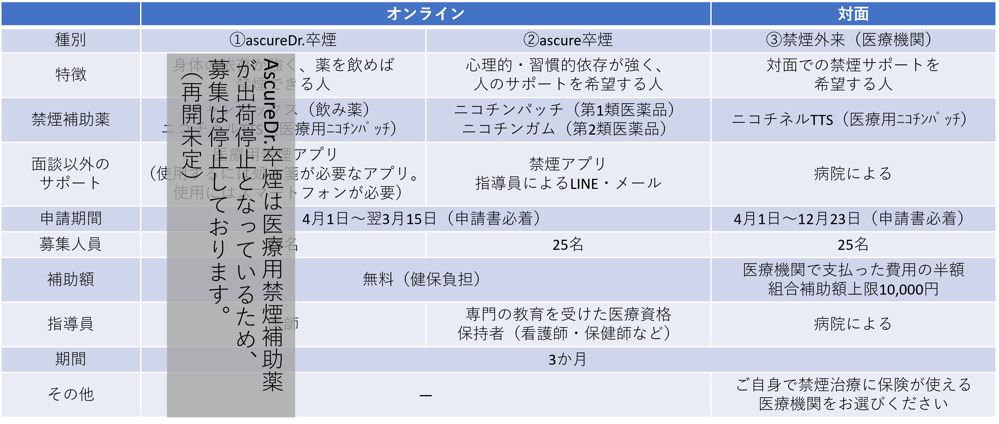 オンライン
対面
種別
①ascureDr.卒煙
②ascure卒煙
③禁煙外来（医療機関）
特徴
身体の依存が強く、薬を飲めば
禁煙できる人
心理的・習慣的依存が強く、
人のサポートを希望する人
対面での禁煙サポートを
希望する人
禁煙補助薬
チャンピックス（飲み薬）
ニコチネルTTS（医療用ﾆｺﾁﾝﾊﾟｯﾁ）
ニコチンパッチ（第1類医薬品）
ニコチンガム（第2類医薬品）
ニコチネルTTS（医療用ﾆｺﾁﾝﾊﾟｯﾁ）
面談以外の
サポート
医療用禁煙アプリ
（使用するには処方箋が必要なアプリ。
使用にはスマートフォンが必要）
禁煙アプリ
指導員によるLINE・メール
病院による
申請期間
4月1日～翌3月15日（申請書必着）
4月1日～12月23日（申請書必着）
募集人員
25名
25名
25名
補助額
無料（健保負担）
医療機関で支払った費用の半額
組合補助額上限10,000円
指導員
医師
専門の教育を受けた医療資格
保持者（看護師・保健師など）
病院による
期間
3か月
その他
―
ご自身で禁煙治療に保険が使える
医療機関をお選びください
AscureDr.卒煙は医療用禁煙補助薬
が出荷停止となっているため、
募集は停止しております。
（再開未定）